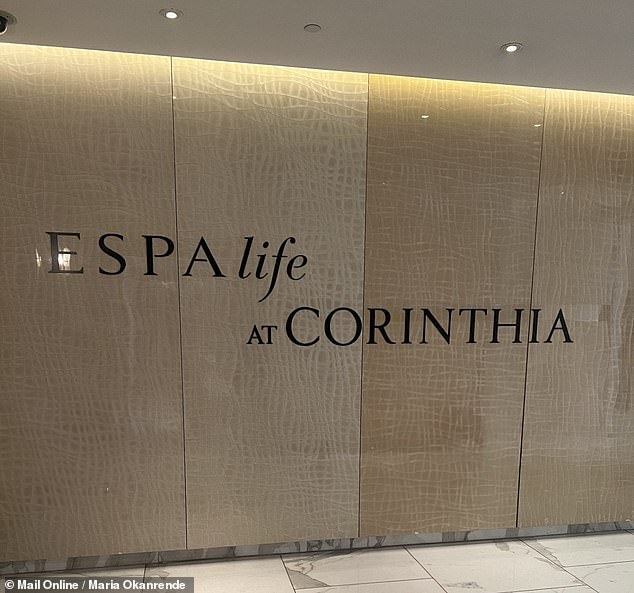 ESPA life
AT CORINTHIA
© Mail Online / Maria Okanrende